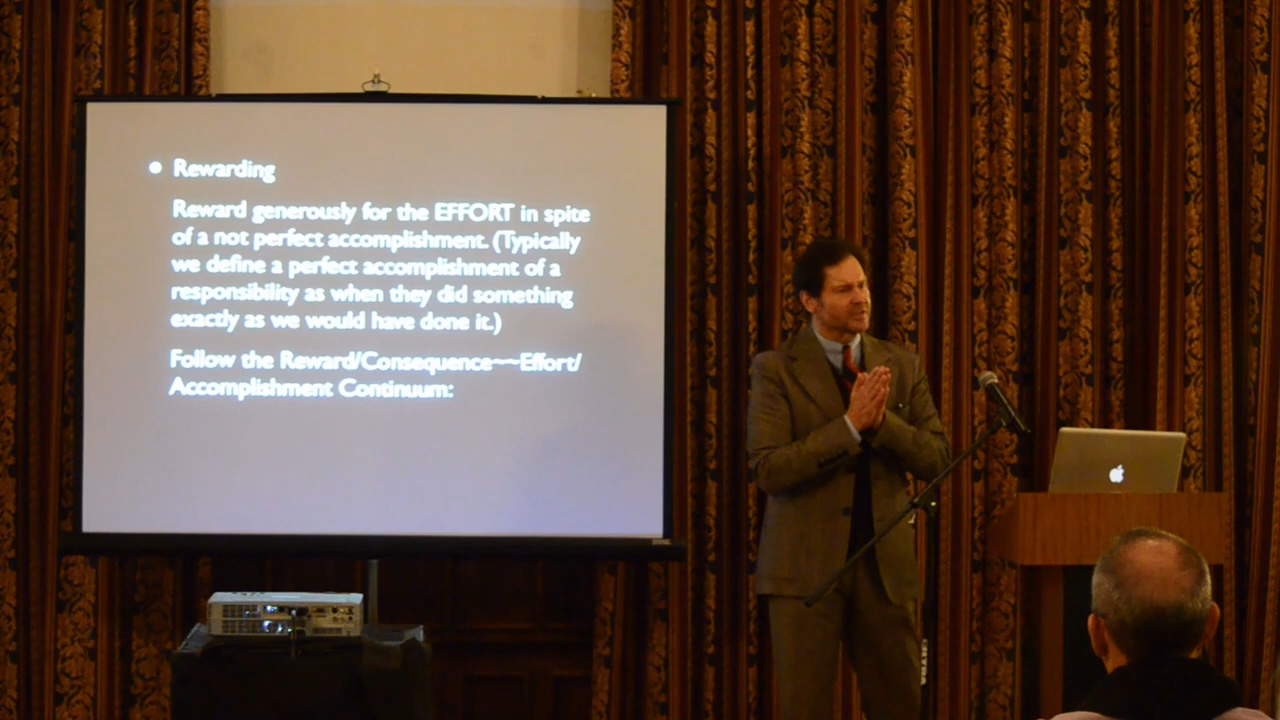 • Rewarding
Reward generously for the EFFORT in spite
of a not perfect accomplishment. (Typically
we define a perfect accomplishment of a
responsibility as when they did something
exactly as we would have done it.)
Follow the Reward/Consequence~~Effort/
Accomplishment Continuum: